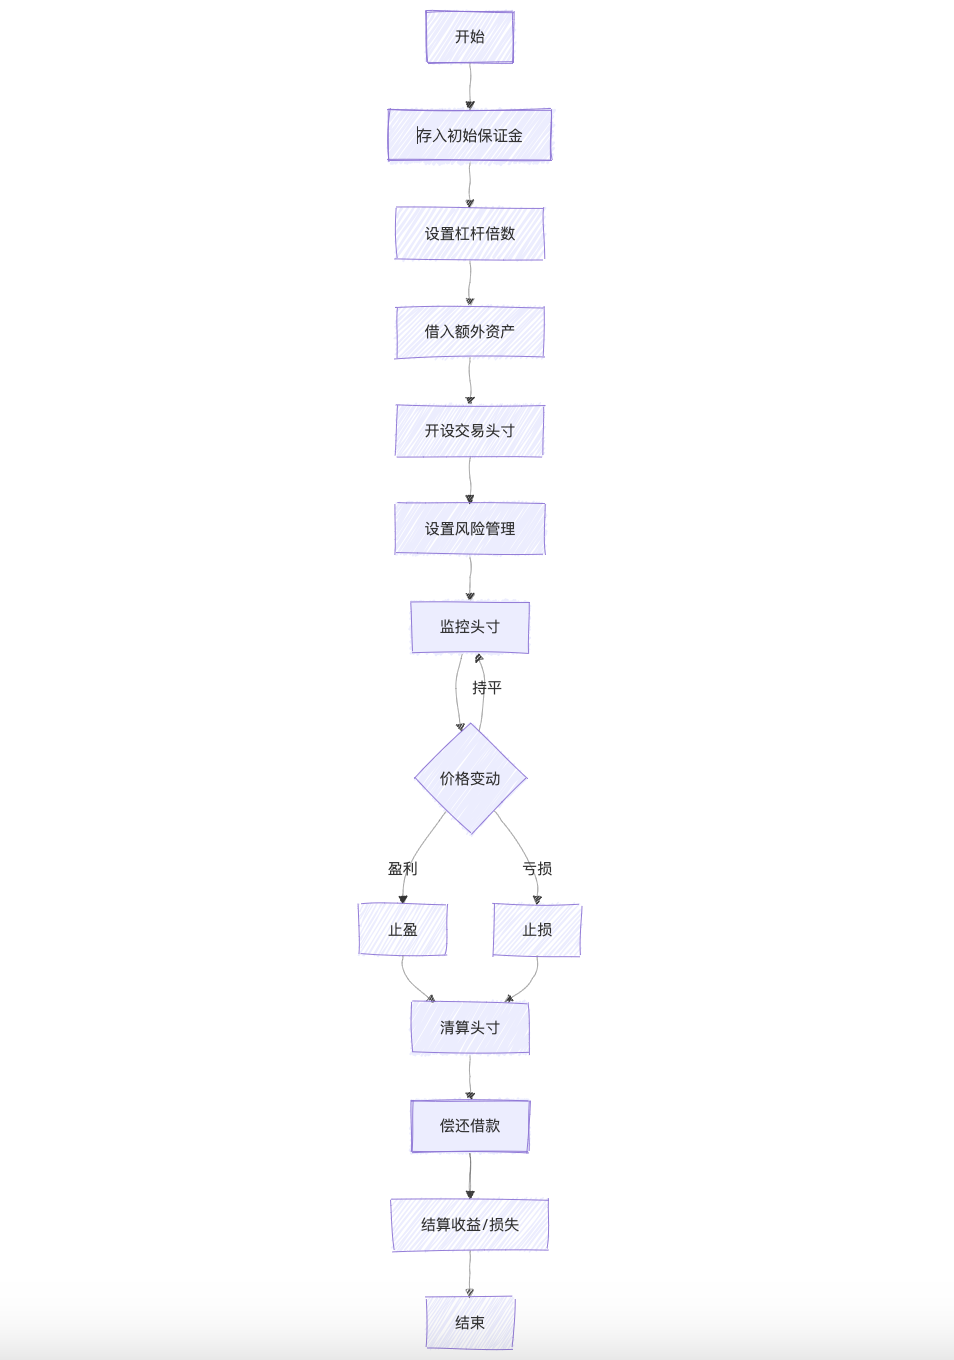 开始
存入初始保证金
设置杠杆倍数
借入额外资产
开设交易头寸
设置风险管理
监控头寸
持平
价格变动
盈利
亏损
止盈
止损
清算头寸
偿还借款
结算收益/损失
结束